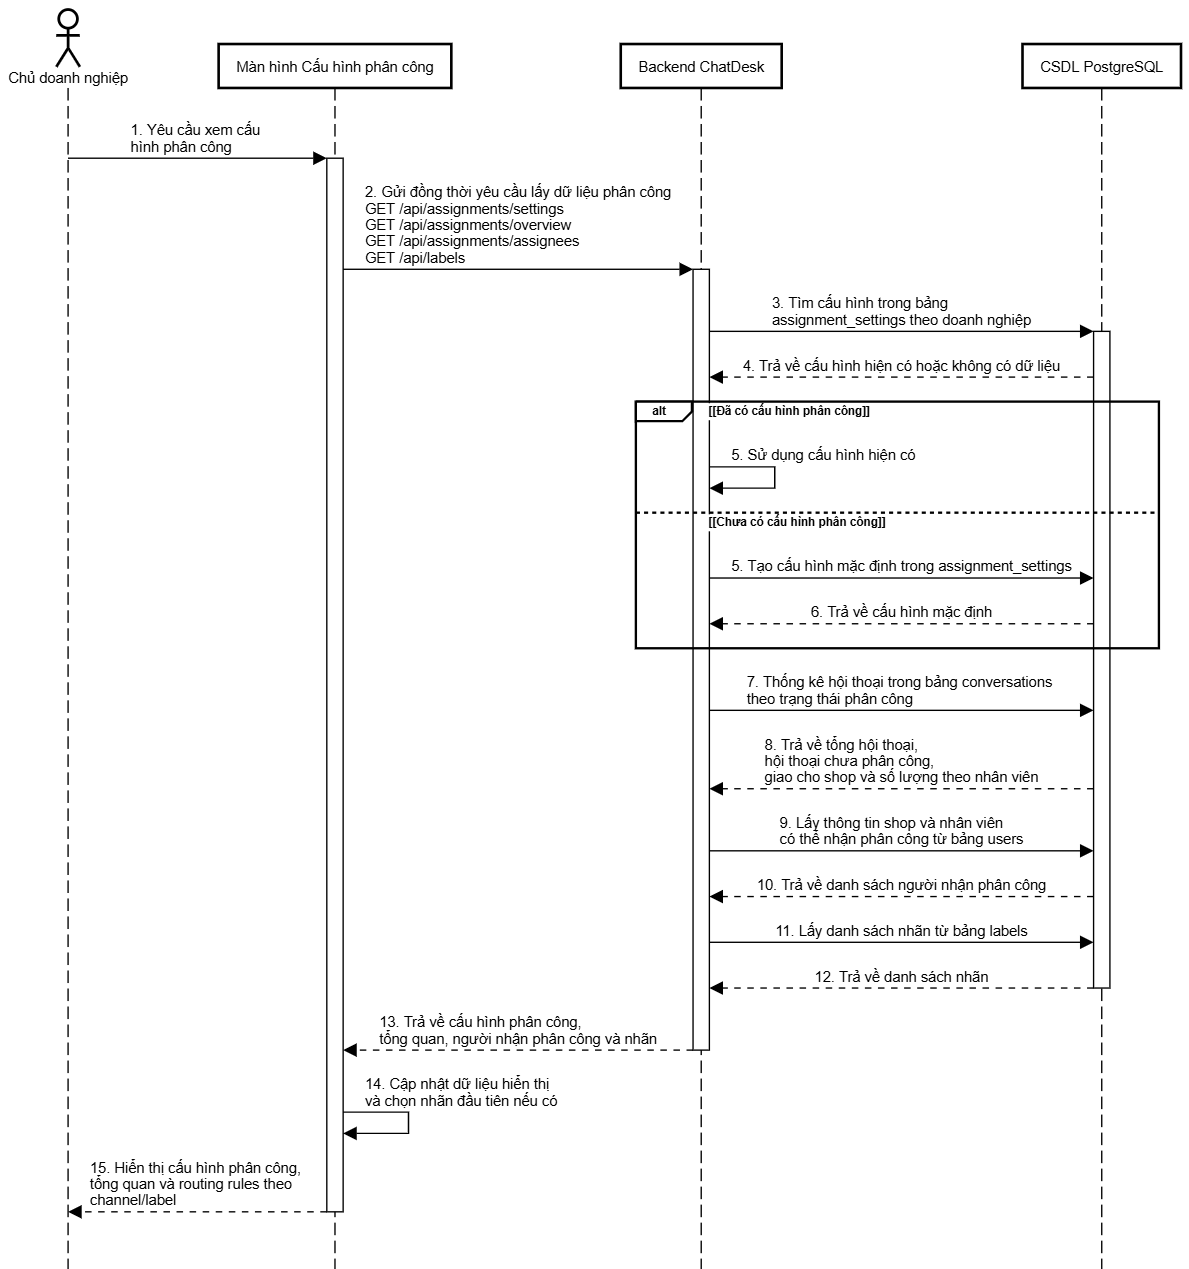 Chủ doanh nghiệp
Màn hình Cấu hình phân công
Backend ChatDesk
CSDL PostgreSQL
1. Yêu cầu xem cấu
hình phân công
2. Gửi đồng thời yêu cầu lấy dữ liệu phân công
GET /api/assignments/settings
GET /api/assignments/overview
GET /api/assignments/assignees
GET /api/labels
3. Tìm cấu hình trong bảng
assignment_settings theo doanh nghiệp
4. Trả về cấu hình hiện có hoặc không có dữ liệu
alt
[[Đã có cấu hình phân công]]
5. Sử dụng cấu hình hiện có
[[Chưa có cấu hình phân công]]
5. Tạo cấu hình mặc định trong assignment_settings
6. Trả về cấu hình mặc định
7. Thống kê hội thoại trong bảng conversations
theo trạng thái phân công
8. Trả về tổng hội thoại,
hội thoại chưa phân công,
giao cho shop và số lượng theo nhân viên
9. Lấy thông tin shop và nhân viên
có thể nhận phân công từ bảng users
10. Trả về danh sách người nhận phân công
11. Lấy danh sách nhãn từ bảng labels
12. Trả về danh sách nhãn
13. Trả về cấu hình phân công,
tổng quan, người nhận phân công và nhãn
14. Cập nhật dữ liệu hiển thị
và chọn nhãn đầu tiên nếu có
15. Hiển thị cấu hình phân công,
tổng quan và routing rules theo
channel/label